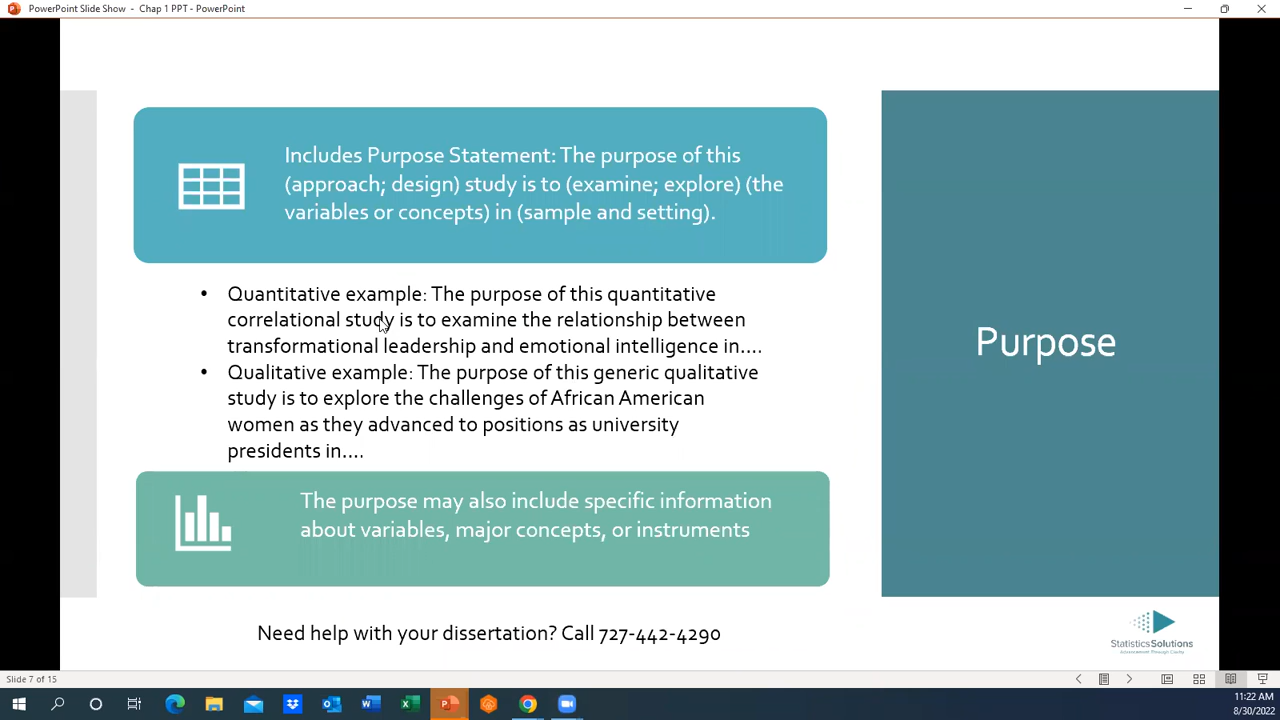 PowerPoint Slide Show - Chap 1 PPT - PowerPoint
Includes Purpose Statement: The purpose of this
(approach; design) study is to (examine; explore) (the
variables or concepts) in (sample and setting).
• Quantitative example: The purpose of this quantitative
correlational study is to examine the relationship between
transformational leadership and emotional intelligence in....
• Qualitative example: The purpose of this generic qualitative
study is to explore the challenges of African American
women as they advanced to positions as university
presidents in....
Purpose
The purpose may also include specific information
about variables, major concepts, or instruments
Need help with your dissertation? Call 727-442-4290
StatisticsSolutions
Slide 7 of 15
11:22 AM
8/30/2022